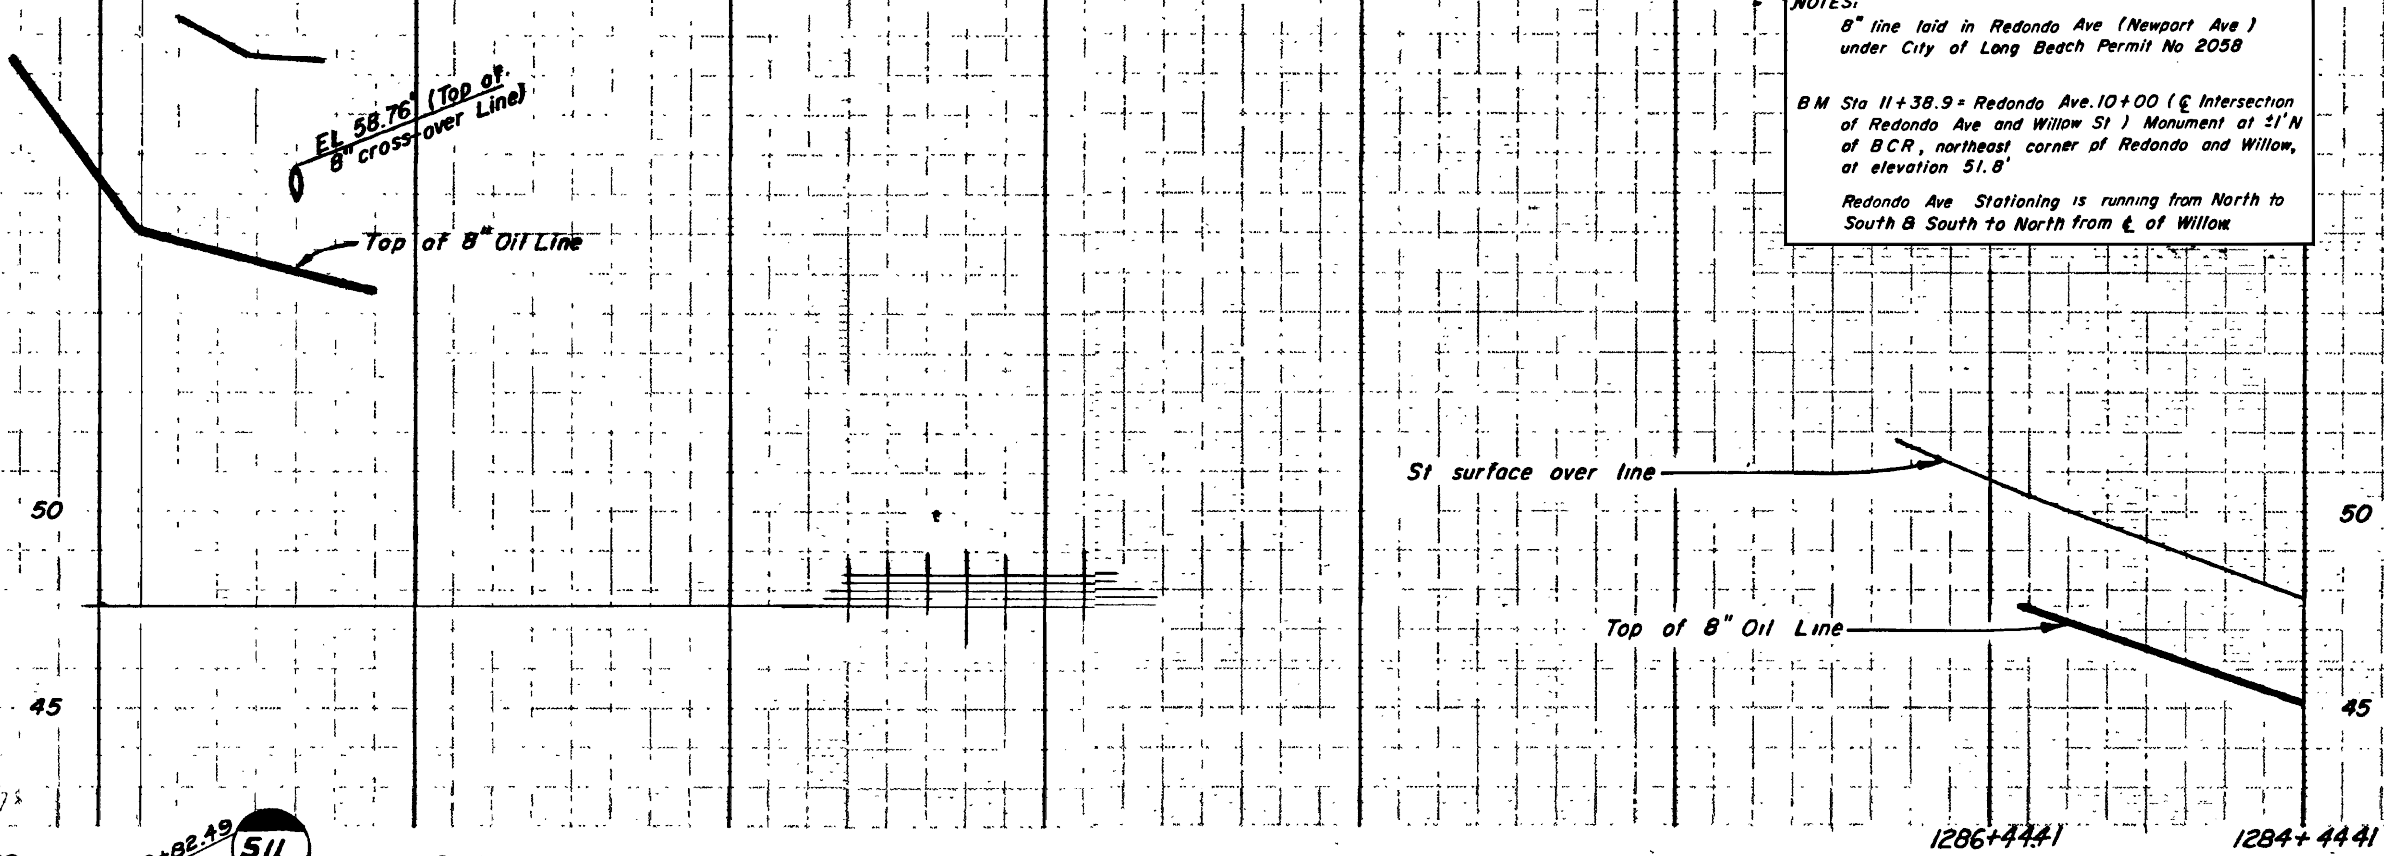 NOTES:
8" line laid in Redondo Ave (Newport Ave )
under City of Long Beach Permit No 2058
B M Sta 11+38.9 = Redondo Ave. 10+00 ( ℄ Intersection
of Redondo Ave and Willow St ) Monument at ±1' N
of BCR, northeast corner of Redondo and Willow,
at elevation 51.8'
Redondo Ave Stationing is running from North to
South & South to North from ℄ of Willow
EL 58.76' (Top of
8" cross-over Line)
Top of 8" Oil Line
St surface over line
50
50
Top of 8" Oil Line
45
45
+82.49
511
1286+44.41
1284+44 41